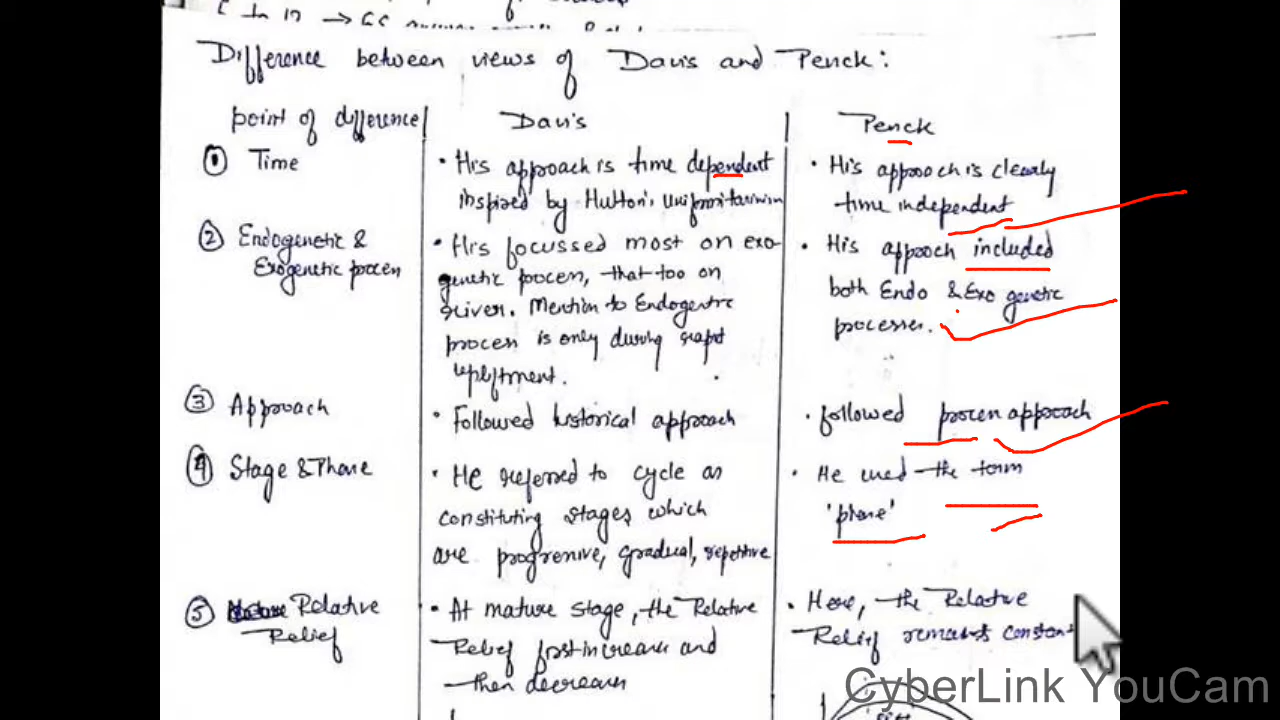 Difference between views of Davis and Penck:
point of difference
Davis
Penck
① Time
• His approach is time dependent
inspired by Hutton's uniformitarinism
• His approach is clearly
time independent
② Endogenetic &
Exogenetic process
• His focussed most on exo-
genetic process, that too on
river. Mention to Endogentic
process is only during rapid
upliftment.
• His approach included
both Endo & Exo genetic
processes.
③ Approach
• Followed historical approach
• followed process approach
④ Stage & Phase
• He referred to cycle as
constituting stages which
are progressive, gradual, repetitive
• He used the term
'phase'
⑤ Relative
Relief
• At mature stage, the Relative
Relief first increases and
then decreases
• Here, the Relative
Relief remains constant
CyberLink YouCam